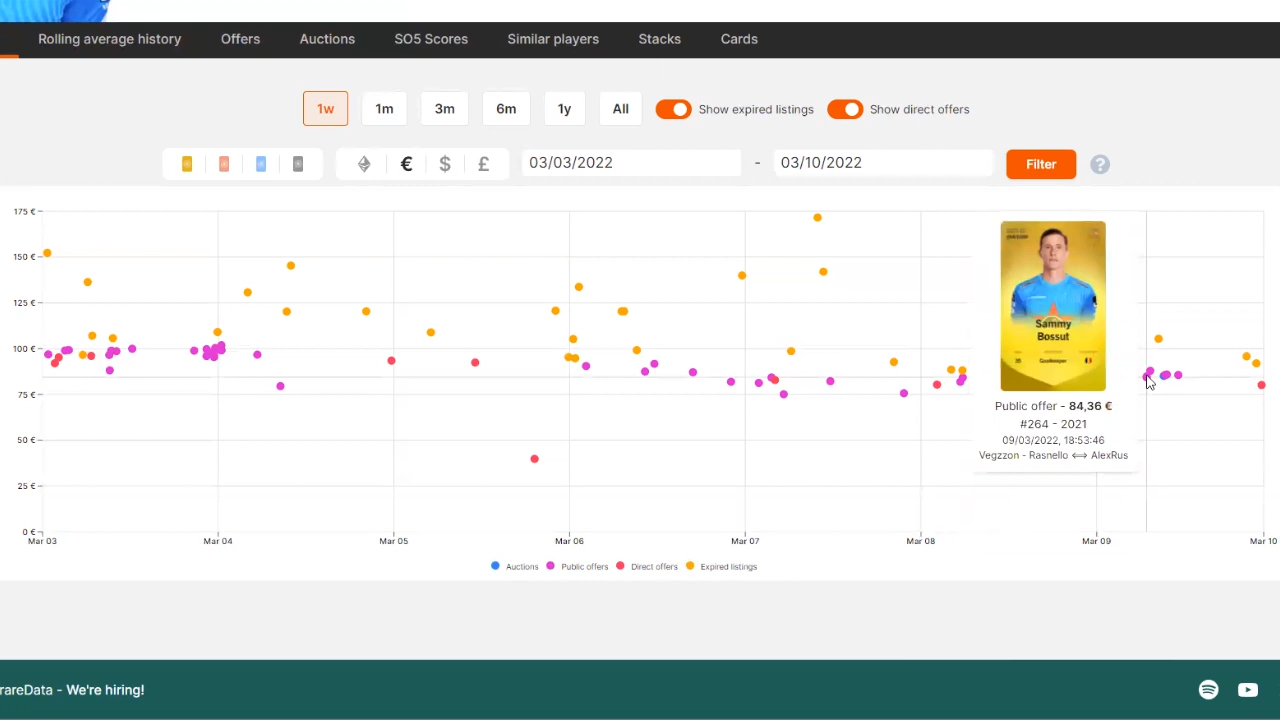 Rolling average history Offers Auctions SO5 Scores Similar players Stacks Cards
1w 1m 3m 6m 1y All Show expired listings Show direct offers
€ $ £ 03/03/2022 - 03/10/2022 Filter ?
175 €
150 €
125 €
100 €
75 €
50 €
25 €
0 €
Sammy
Bossut
Goalkeeper
Public offer - 84,36 €
#264 - 2021
09/03/2022, 18:53:46
Vegzzon - Rasnello ⟺ AlexRus
Mar 03 Mar 04 Mar 05 Mar 06 Mar 07 Mar 08 Mar 09 Mar 10
Auctions Public offers Direct offers Expired listings
rareData - We're hiring!